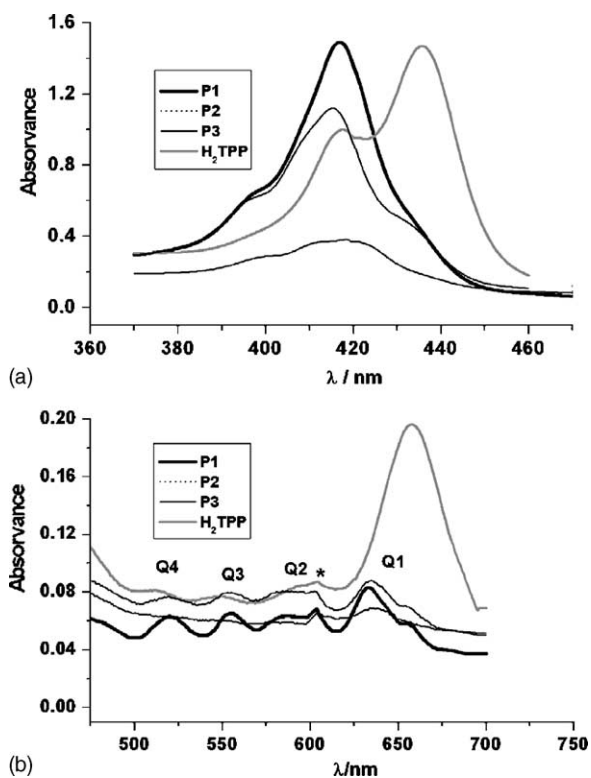 1.6
1.2
0.8
0.4
0.0
Absorvance
P1
P2
P3
H₂TPP
360 380 400 420 440 460
λ / nm
(a)
0.20
0.16
0.12
0.08
0.04
0.00
Absorvance
P1
P2
P3
H₂TPP
Q4 Q3 Q2 * Q1
500 550 600 650 700 750
λ/nm
(b)